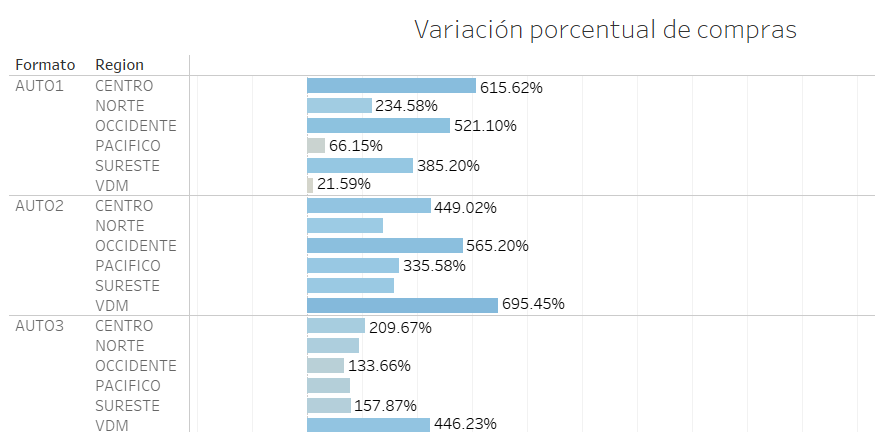 Variación porcentual de compras
Formato Region
AUTO1 CENTRO 615.62%
NORTE 234.58%
OCCIDENTE 521.10%
PACIFICO 66.15%
SURESTE 385.20%
VDM 21.59%
AUTO2 CENTRO 449.02%
NORTE
OCCIDENTE 565.20%
PACIFICO 335.58%
SURESTE
VDM 695.45%
AUTO3 CENTRO 209.67%
NORTE
OCCIDENTE 133.66%
PACIFICO
SURESTE 157.87%
VDM 446.23%